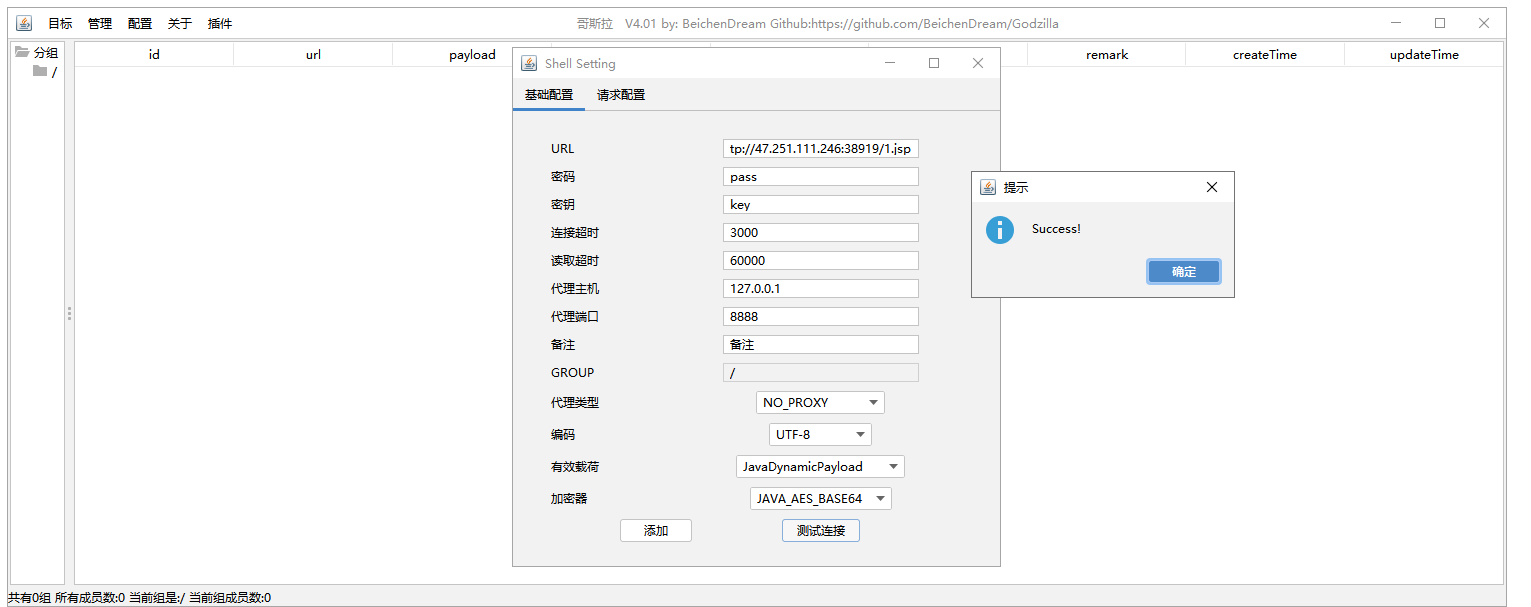 目标 管理 配置 关于 插件 哥斯拉 V4.01 by: BeichenDream Github:https://github.com/BeichenDream/Godzilla
分组 id url payload remark createTime updateTime
/
Shell Setting
基础配置 请求配置
URL tp://47.251.111.246:38919/1.jsp
密码 pass
密钥 key
连接超时 3000
读取超时 60000
代理主机 127.0.0.1
代理端口 8888
备注 备注
GROUP /
代理类型 NO_PROXY
编码 UTF-8
有效载荷 JavaDynamicPayload
加密器 JAVA_AES_BASE64
添加 测试连接
提示
Success!
确定
共有0组 所有成员数:0 当前组是:/ 当前组成员数:0